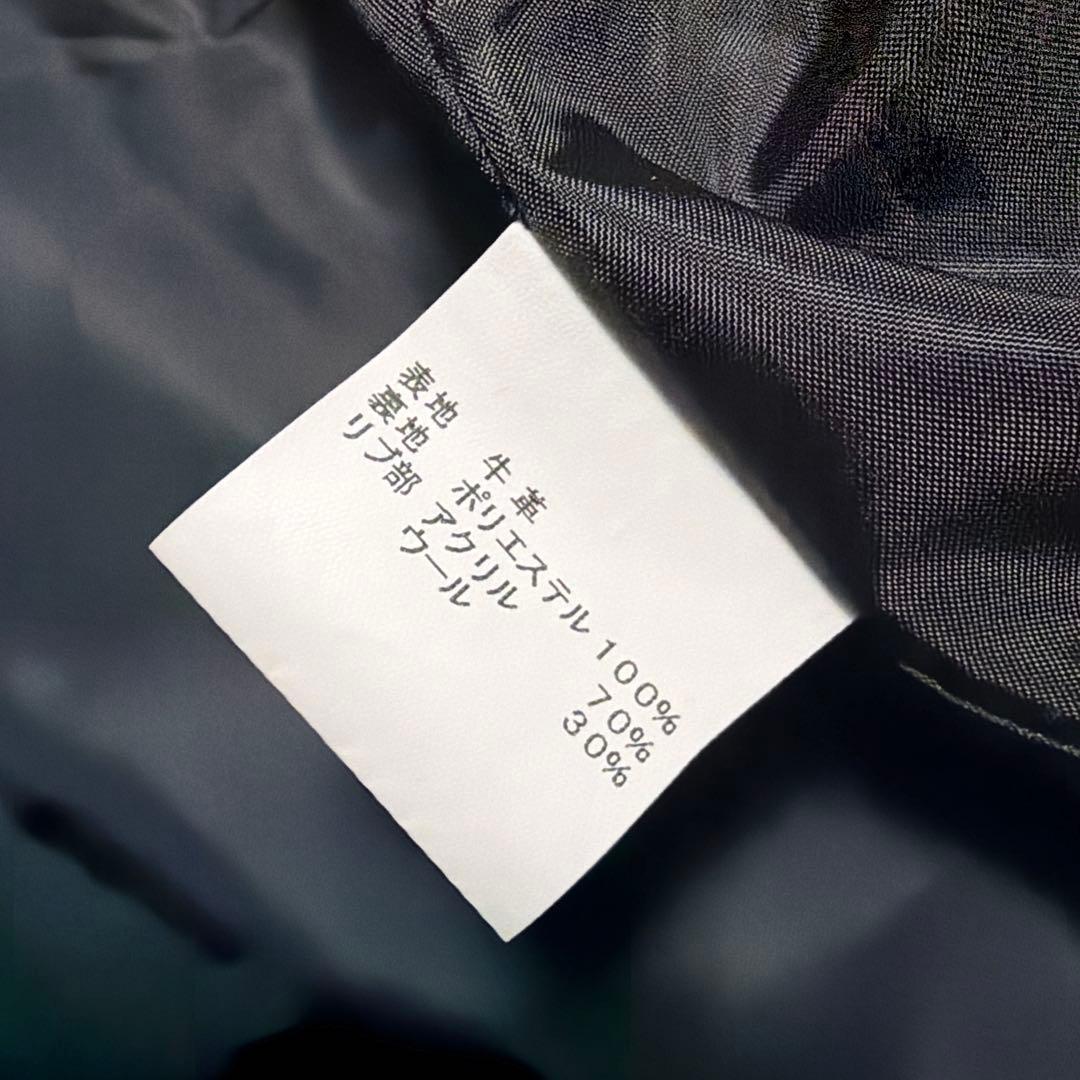 表地 牛革
裏地 ポリエステル 100%
リブ部 アクリル 70%
ウール 30%